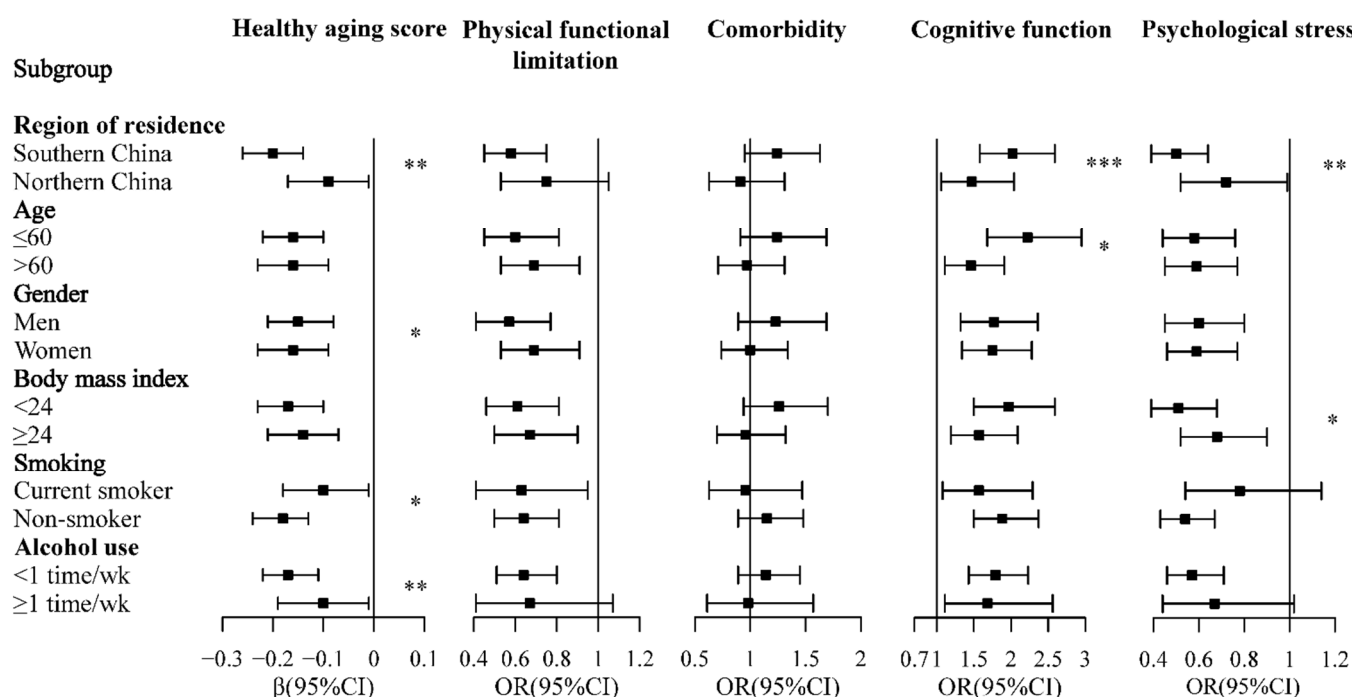 Healthy aging score Physical functional limitation Comorbidity Cognitive function Psychological stress
Subgroup
Region of residence
Southern China
** *** **
Northern China
Age
≤60
*
>60
Gender
Men
*
Women
Body mass index
<24
*
≥24
Smoking
Current smoker
*
Non-smoker
Alcohol use
<1 time/wk
**
≥1 time/wk
−0.3 −0.2 −0.1 0 0.1 0.4 0.6 0.8 1 1.2 0.5 1 1.5 2 0.71 1.5 2 2.5 3 0.4 0.6 0.8 1 1.2
β(95%CI) OR(95%CI) OR(95%CI) OR(95%CI) OR(95%CI)